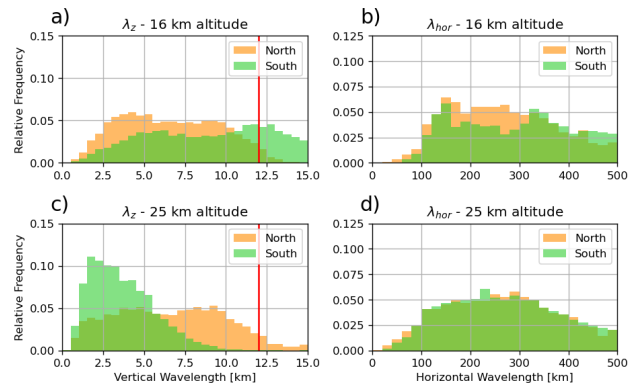 a) λz - 16 km altitude
Relative Frequency
0.15
0.10
0.05
0.00
North
South
0.0 2.5 5.0 7.5 10.0 12.5 15.0
b) λhor - 16 km altitude
0.125
0.100
0.075
0.050
0.025
0.000
North
South
0 100 200 300 400 500
c) λz - 25 km altitude
Relative Frequency
0.15
0.10
0.05
0.00
North
South
0.0 2.5 5.0 7.5 10.0 12.5 15.0
Vertical Wavelength [km]
d) λhor - 25 km altitude
0.125
0.100
0.075
0.050
0.025
0.000
North
South
0 100 200 300 400 500
Horizontal Wavelength [km]